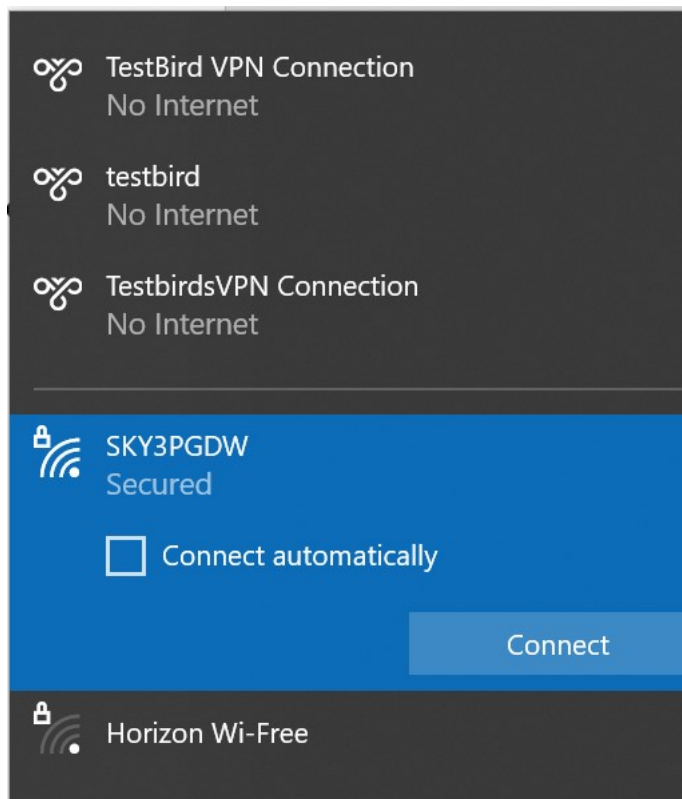 TestBird VPN Connection
No Internet
testbird
No Internet
TestbirdsVPN Connection
No Internet
SKY3PGDW
Secured
Connect automatically
Connect
Horizon Wi-Free